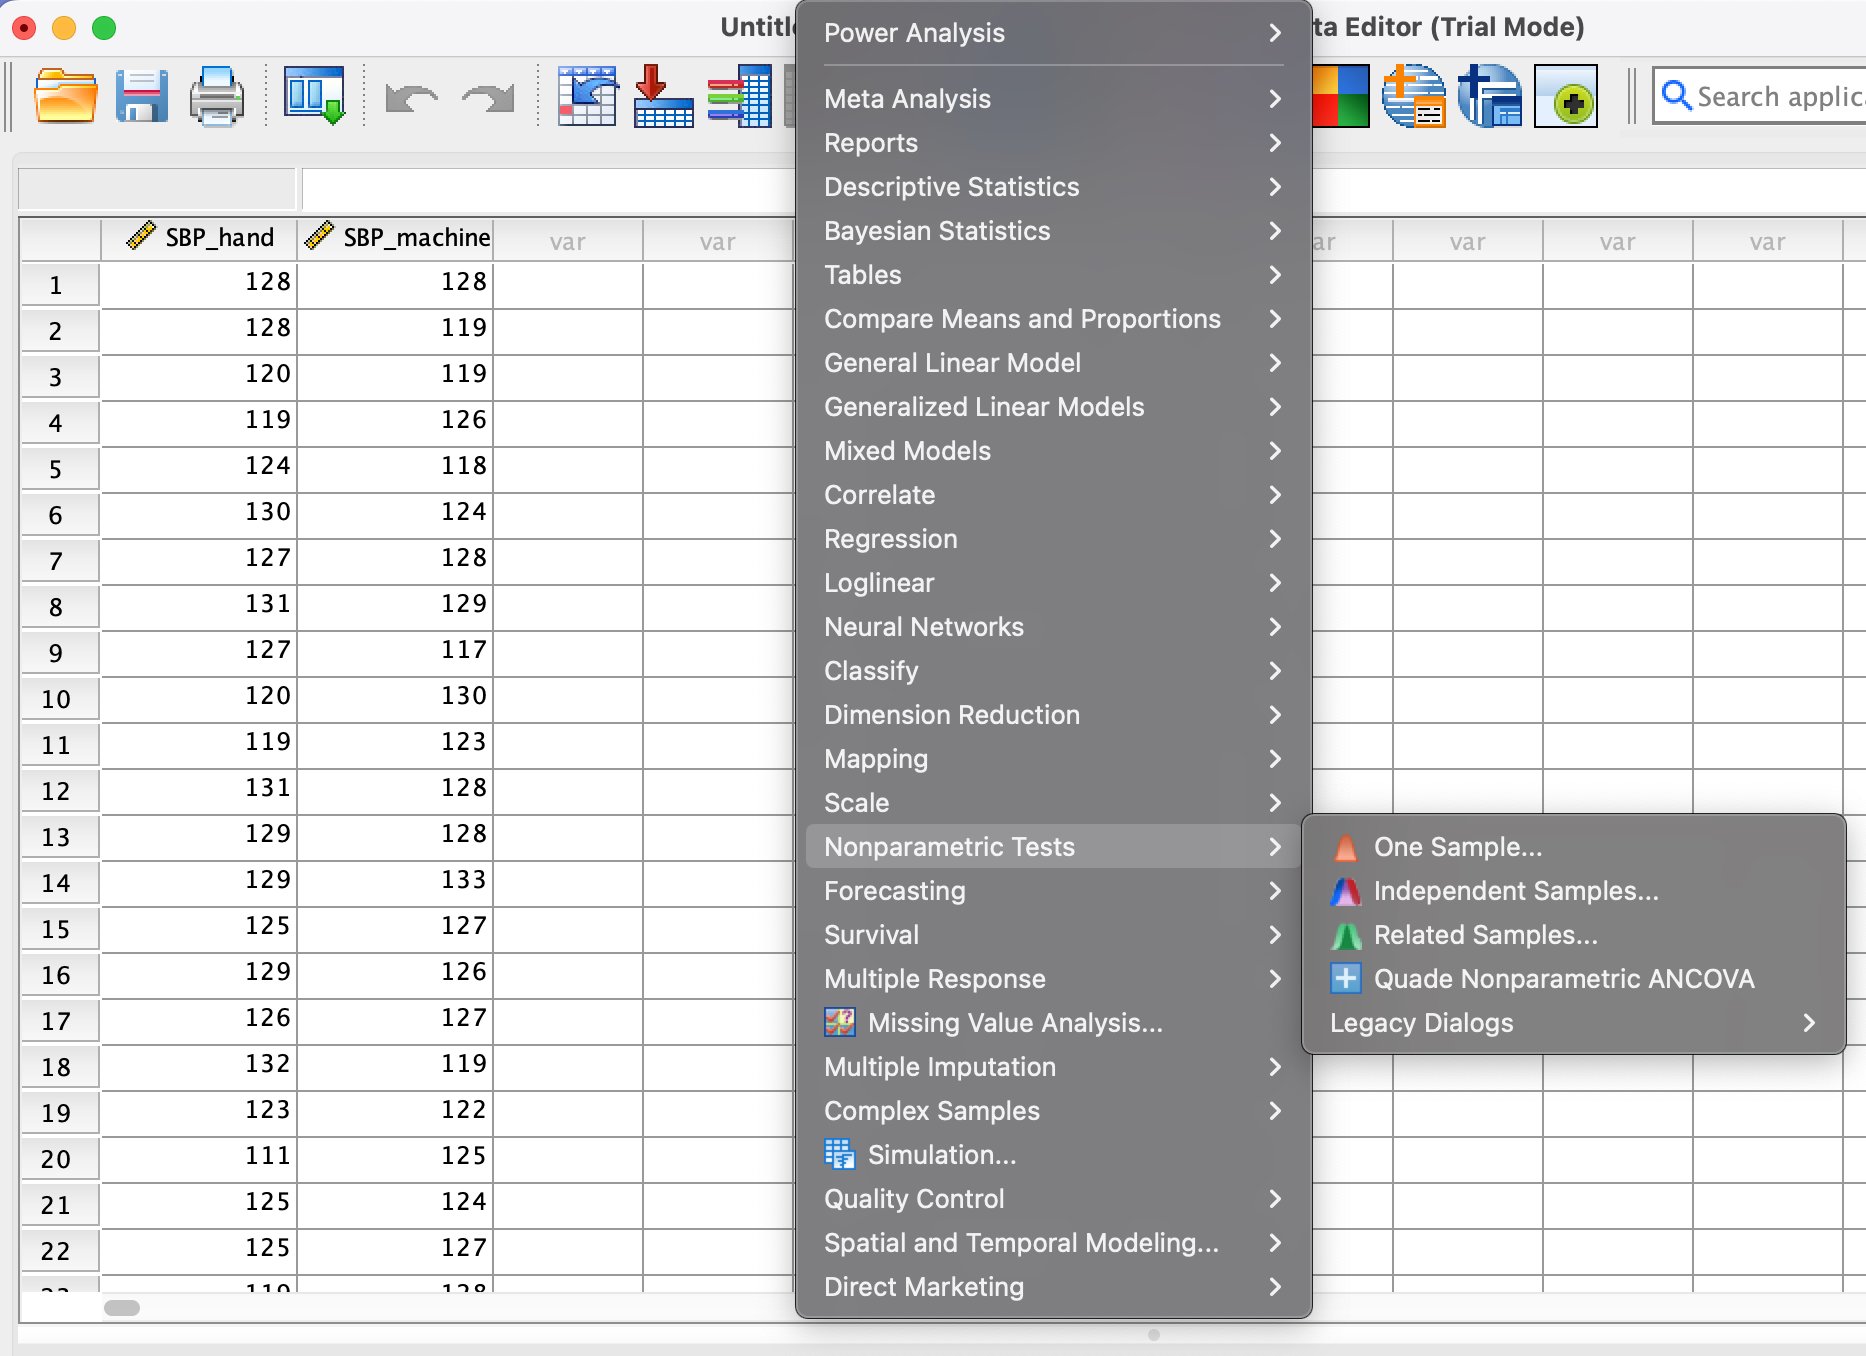 Untitl
ta Editor (Trial Mode)
Search applica
SBP_hand SBP_machine var var ar var var var
1 128 128
2 128 119
3 120 119
4 119 126
5 124 118
6 130 124
7 127 128
8 131 129
9 127 117
10 120 130
11 119 123
12 131 128
13 129 128
14 129 133
15 125 127
16 129 126
17 126 127
18 132 119
19 123 122
20 111 125
21 125 124
22 125 127
Power Analysis
Meta Analysis
Reports
Descriptive Statistics
Bayesian Statistics
Tables
Compare Means and Proportions
General Linear Model
Generalized Linear Models
Mixed Models
Correlate
Regression
Loglinear
Neural Networks
Classify
Dimension Reduction
Mapping
Scale
Nonparametric Tests
Forecasting
Survival
Multiple Response
Missing Value Analysis...
Multiple Imputation
Complex Samples
Simulation...
Quality Control
Spatial and Temporal Modeling...
Direct Marketing
One Sample...
Independent Samples...
Related Samples...
Quade Nonparametric ANCOVA
Legacy Dialogs